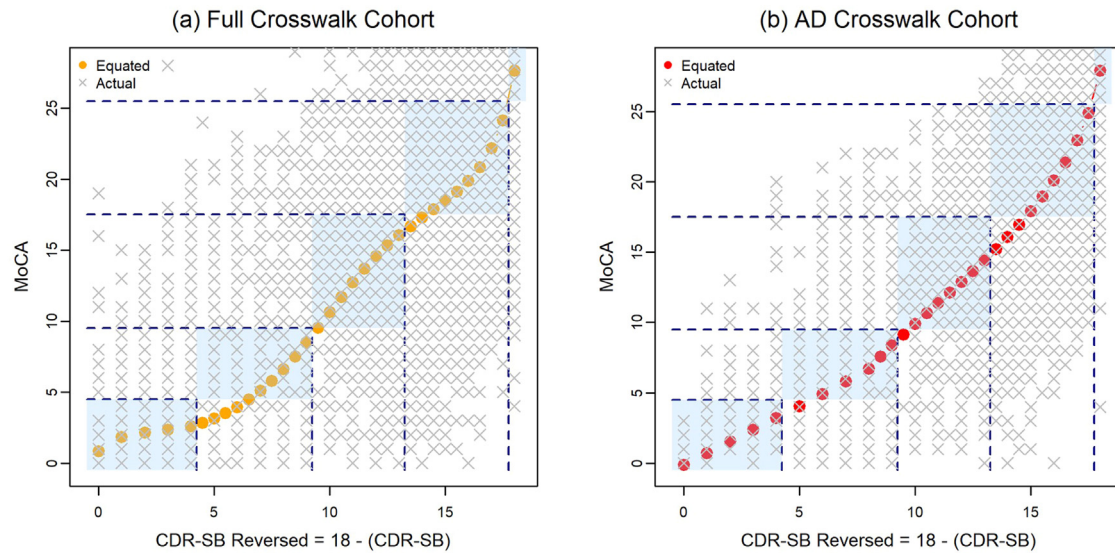 (a) Full Crosswalk Cohort
Equated
Actual
MoCA
25
20
15
10
5
0
0 5 10 15
CDR-SB Reversed = 18 - (CDR-SB)
(b) AD Crosswalk Cohort
Equated
Actual
MoCA
25
20
15
10
5
0
0 5 10 15
CDR-SB Reversed = 18 - (CDR-SB)